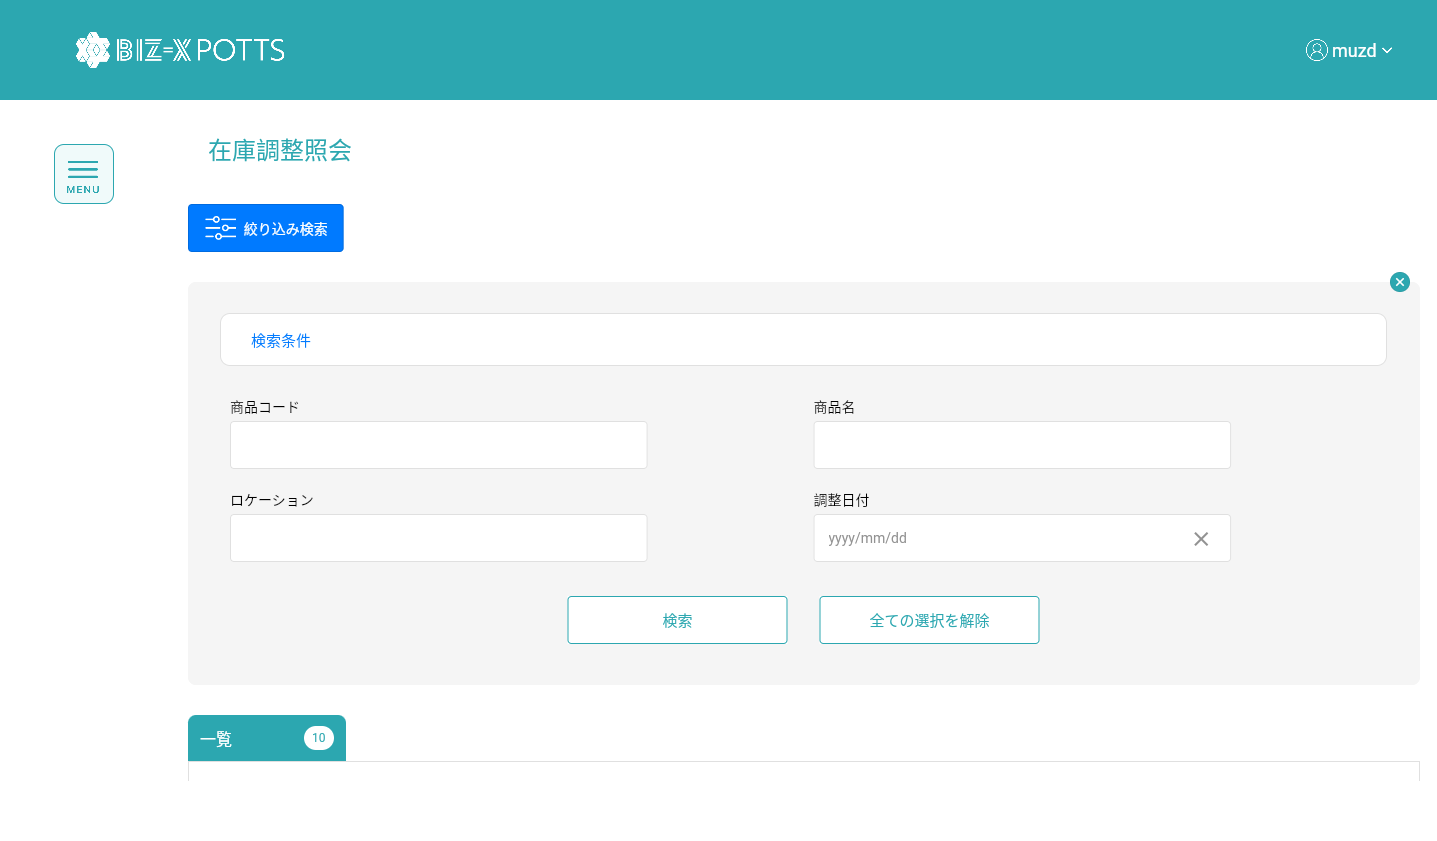 BIZ-X POTTS
muzd
MENU
在庫調整照会
絞り込み検索
検索条件
商品コード
商品名
ロケーション
調整日付
yyyy/mm/dd
検索
全ての選択を解除
一覧
10